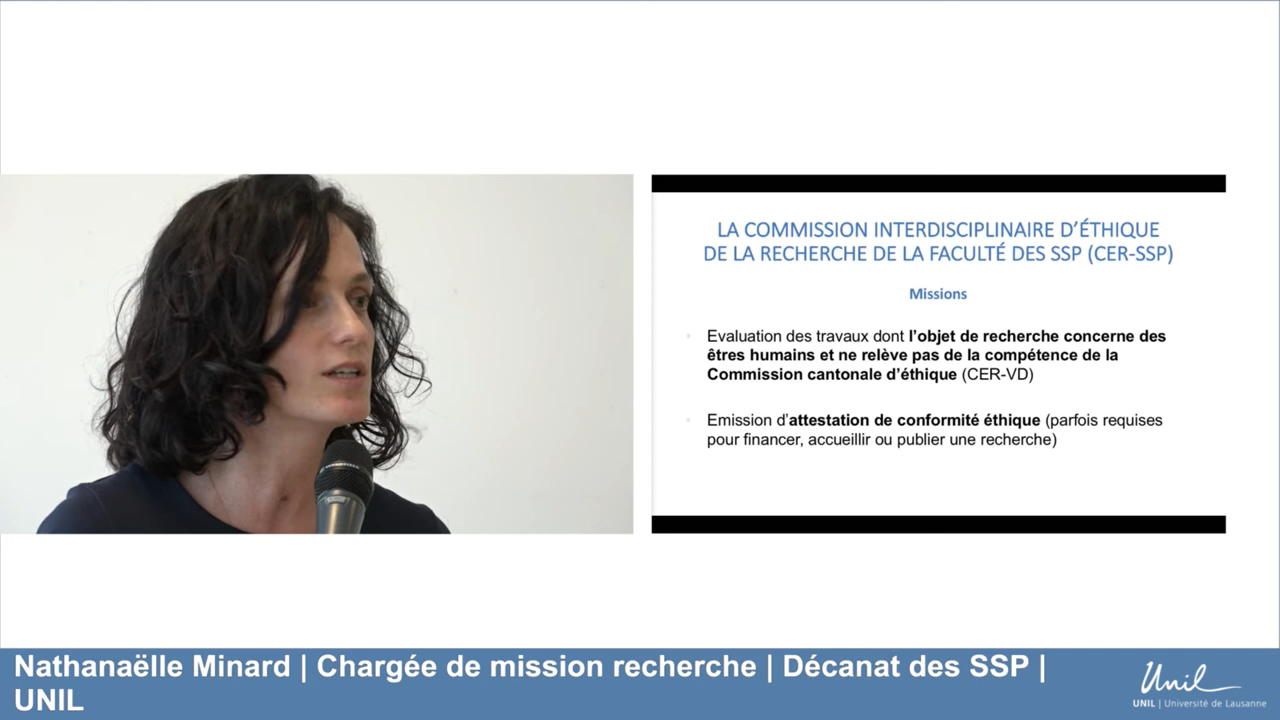 LA COMMISSION INTERDISCIPLINAIRE D'ÉTHIQUE
DE LA RECHERCHE DE LA FACULTÉ DES SSP (CER-SSP)
Missions
Evaluation des travaux dont l'objet de recherche concerne des
êtres humains et ne relève pas de la compétence de la
Commission cantonale d'éthique (CER-VD)
Emission d'attestation de conformité éthique (parfois requises
pour financer, accueillir ou publier une recherche)
Nathanaëlle Minard | Chargée de mission recherche | Décanat des SSP |
UNIL
Unil
UNIL | Université de Lausanne